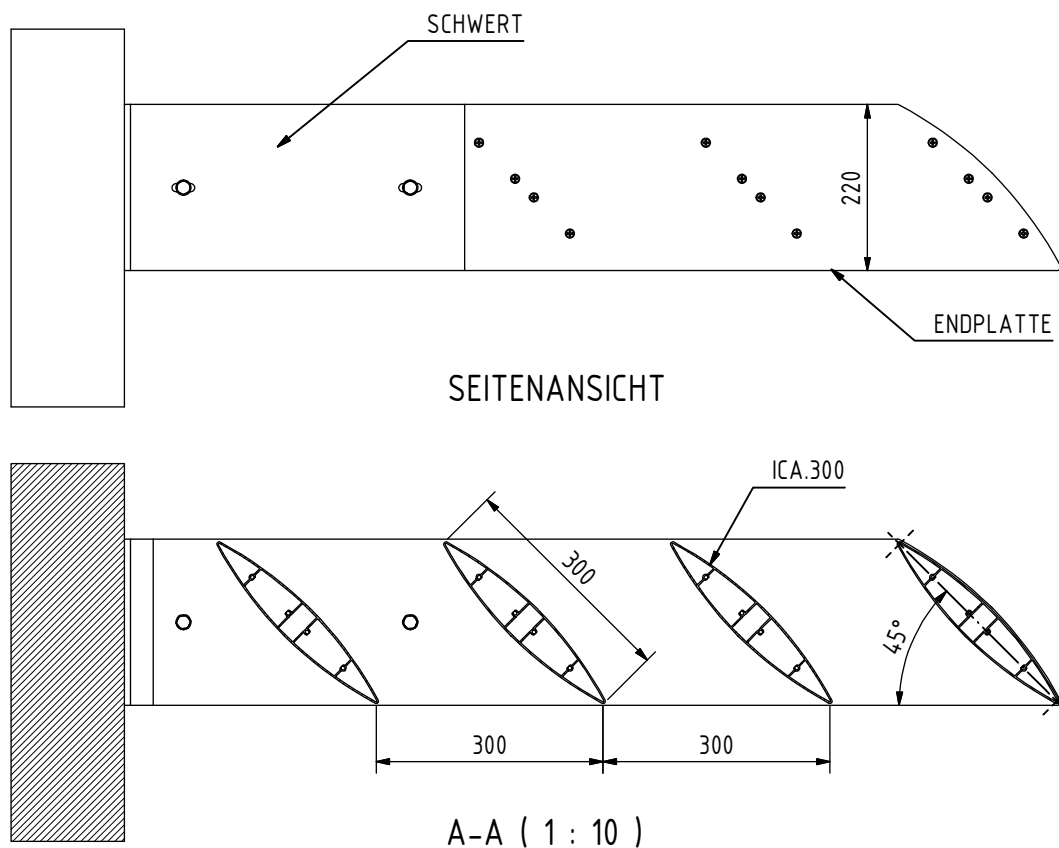 SCHWERT
220
ENDPLATTE
SEITENANSICHT
ICA.300
300
45°
300
300
A-A ( 1 : 10 )